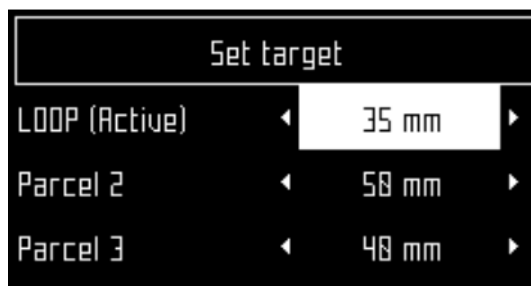 Set target
LOOP (Active) 35 mm
Parcel 2 50 mm
Parcel 3 40 mm